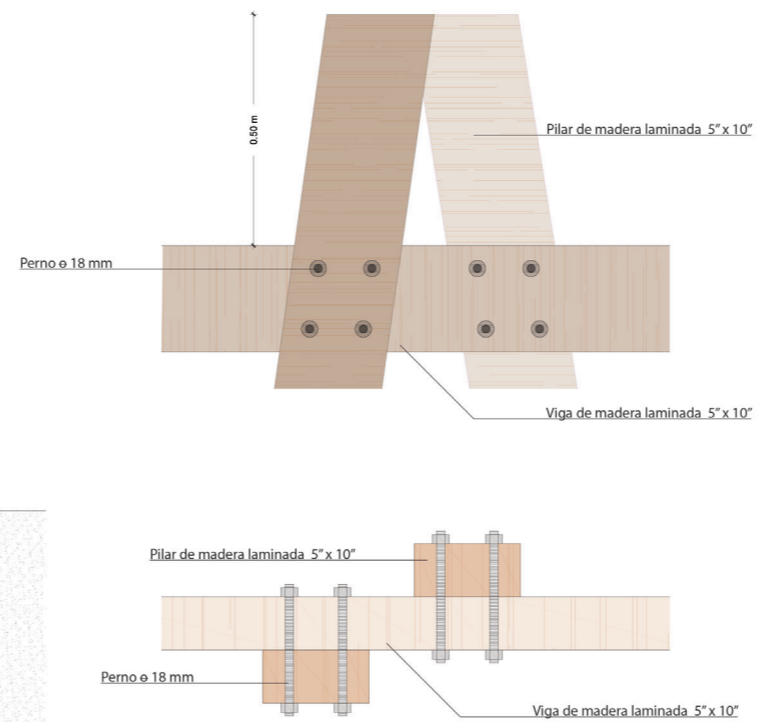 0.50 m
Pilar de madera laminada 5" x 10"
Perno ɵ 18 mm
Viga de madera laminada 5" x 10"
Pilar de madera laminada 5" x 10"
Perno ɵ 18 mm
Viga de madera laminada 5" x 10"